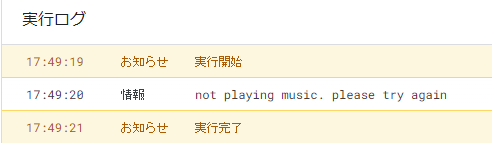 実行ログ
17:49:19 お知らせ 実行開始
17:49:20 情報 not playing music. please try again
17:49:21 お知らせ 実行完了